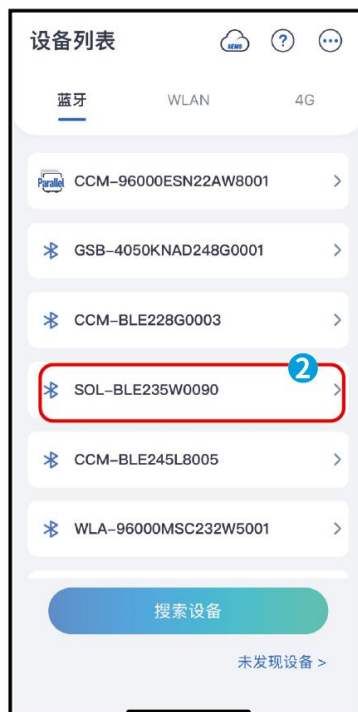 设备列表
SEMS
?
蓝牙 WLAN 4G
Parallel CCM-96000ESN22AW8001
GSB-4050KNAD248G0001
CCM-BLE228G0003
2
SOL-BLE235W0090
CCM-BLE245L8005
WLA-96000MSC232W5001
搜索设备
未发现设备 >